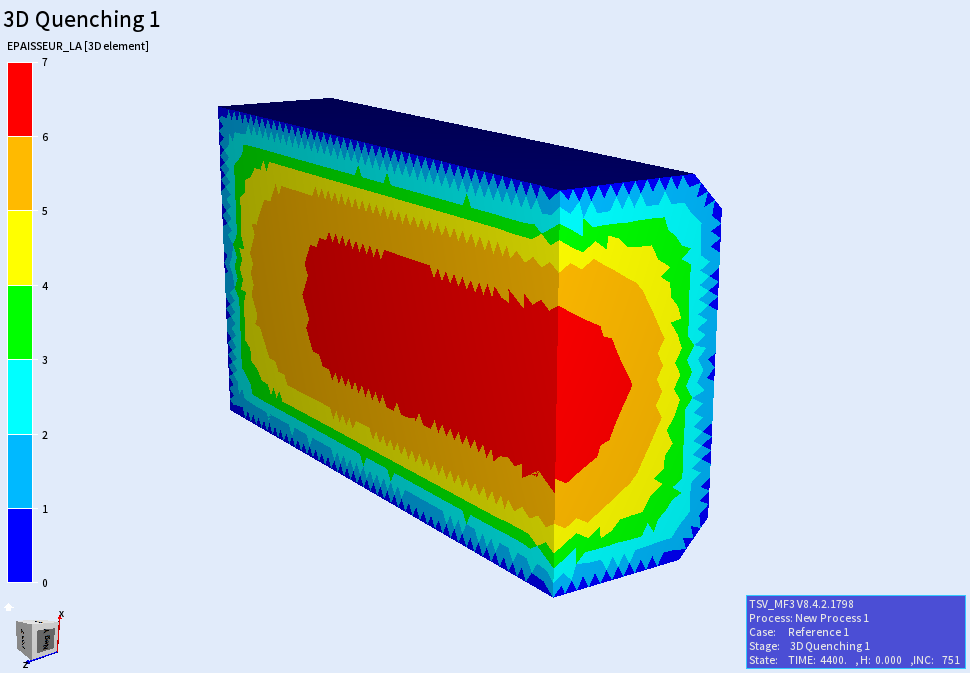 3D Quenching 1
EPAISSEUR_LA [3D element]
7
6
5
4
3
2
1
0
X
Z
TSV_MF3 V8.4.2.1798
Process: New Process 1
Case: Reference 1
Stage: 3D Quenching 1
State: TIME: 4400. , H: 0.000 ,INC: 751